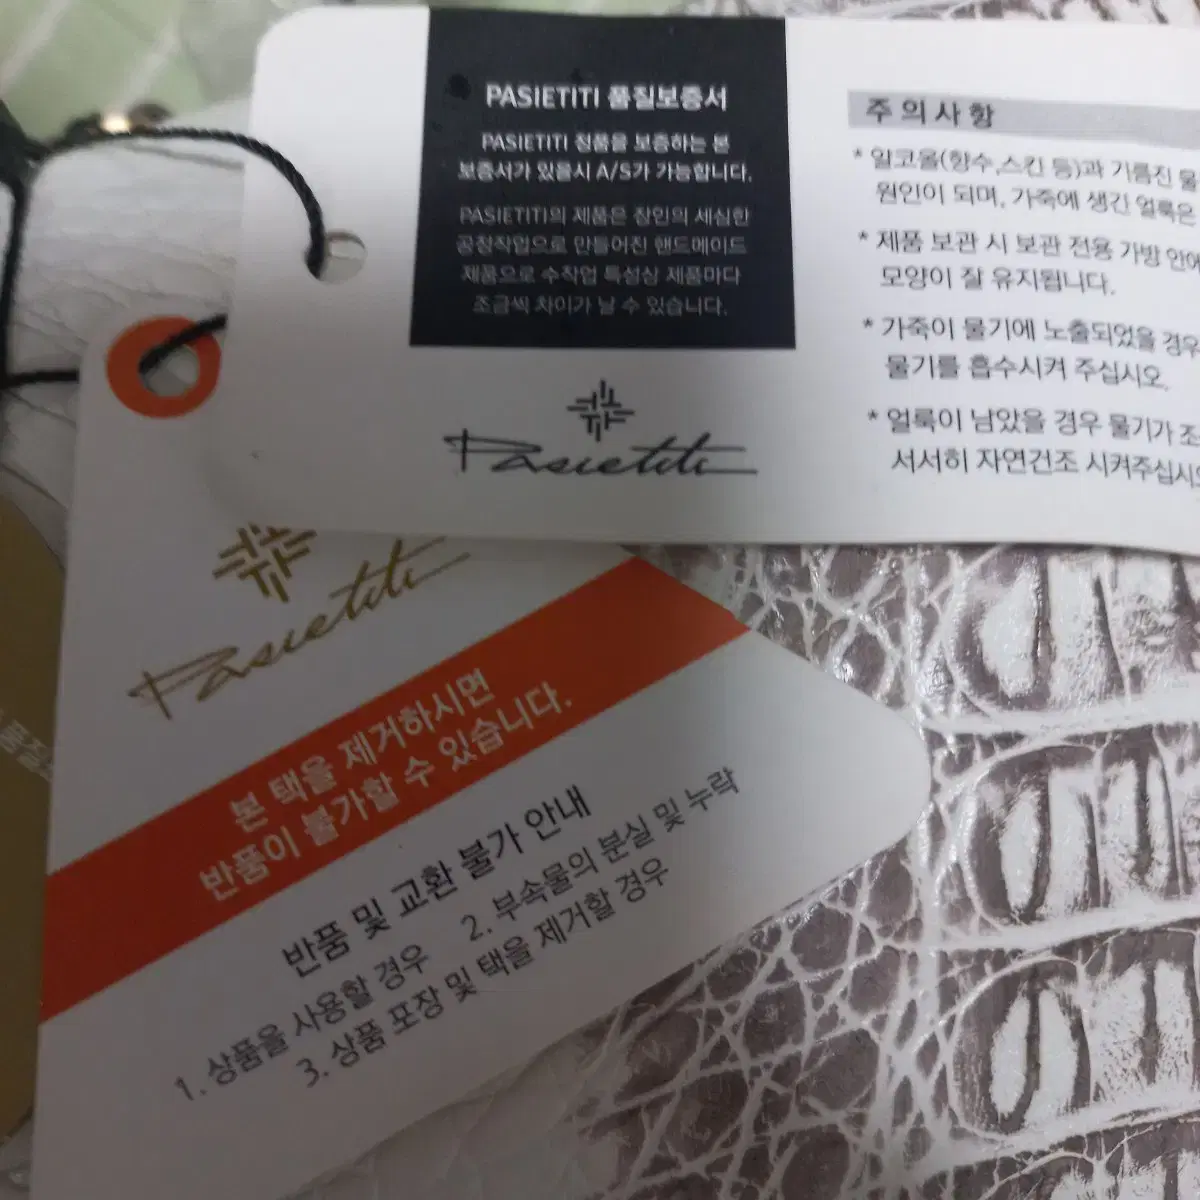 PASIETITI 품질보증서
PASIETITI 정품을 보증하는 본
보증서가 있을시 A/S가 가능합니다.
PASIETITI의 제품은 장인의 세심한
공정작업으로 만들어진 핸드메이드
제품으로 수작업 특성상 제품마다
조금씩 차이가 날 수 있습니다.
Pasietiti
주의사항
* 알코올(향수,스킨 등)과 기름진 물
원인이 되며, 가죽에 생긴 얼룩은
* 제품 보관 시 보관 전용 가방 안에
모양이 잘 유지됩니다.
* 가죽이 물기에 노출되었을 경우
물기를 흡수시켜 주십시오.
* 얼룩이 남았을 경우 물기가 조
서서히 자연건조 시켜주십시오
Pasietiti
본 택을 제거하시면
반품이 불가할 수 있습니다.
반품 및 교환 불가 안내
1. 상품을 사용할 경우 2. 부속물의 분실 및 누락
3. 상품 포장 및 택을 제거할 경우